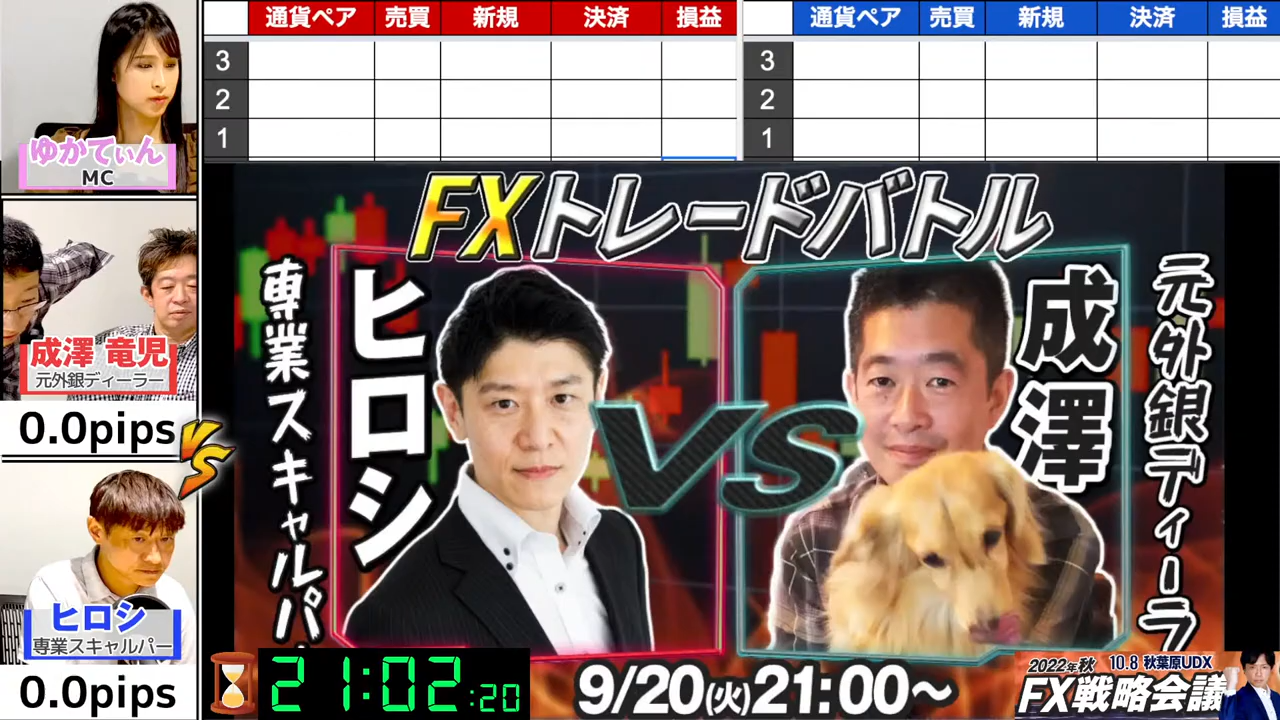 通貨ペア 売買 新規 決済 損益
3
2
1
通貨ペア 売買 新規 決済 損益
3
2
1
ゆかてぃん
MC
成澤 竜児
元外銀ディーラー
0.0pips
VS
ヒロシ
専業スキャルパー
0.0pips
FXトレードバトル
専業スキャルパー
ヒロシ
VS
成澤
元外銀ディーラ
21:02:20
9/20(火)21:00〜
2022年秋 10.8 秋葉原UDX
FX戦略会議